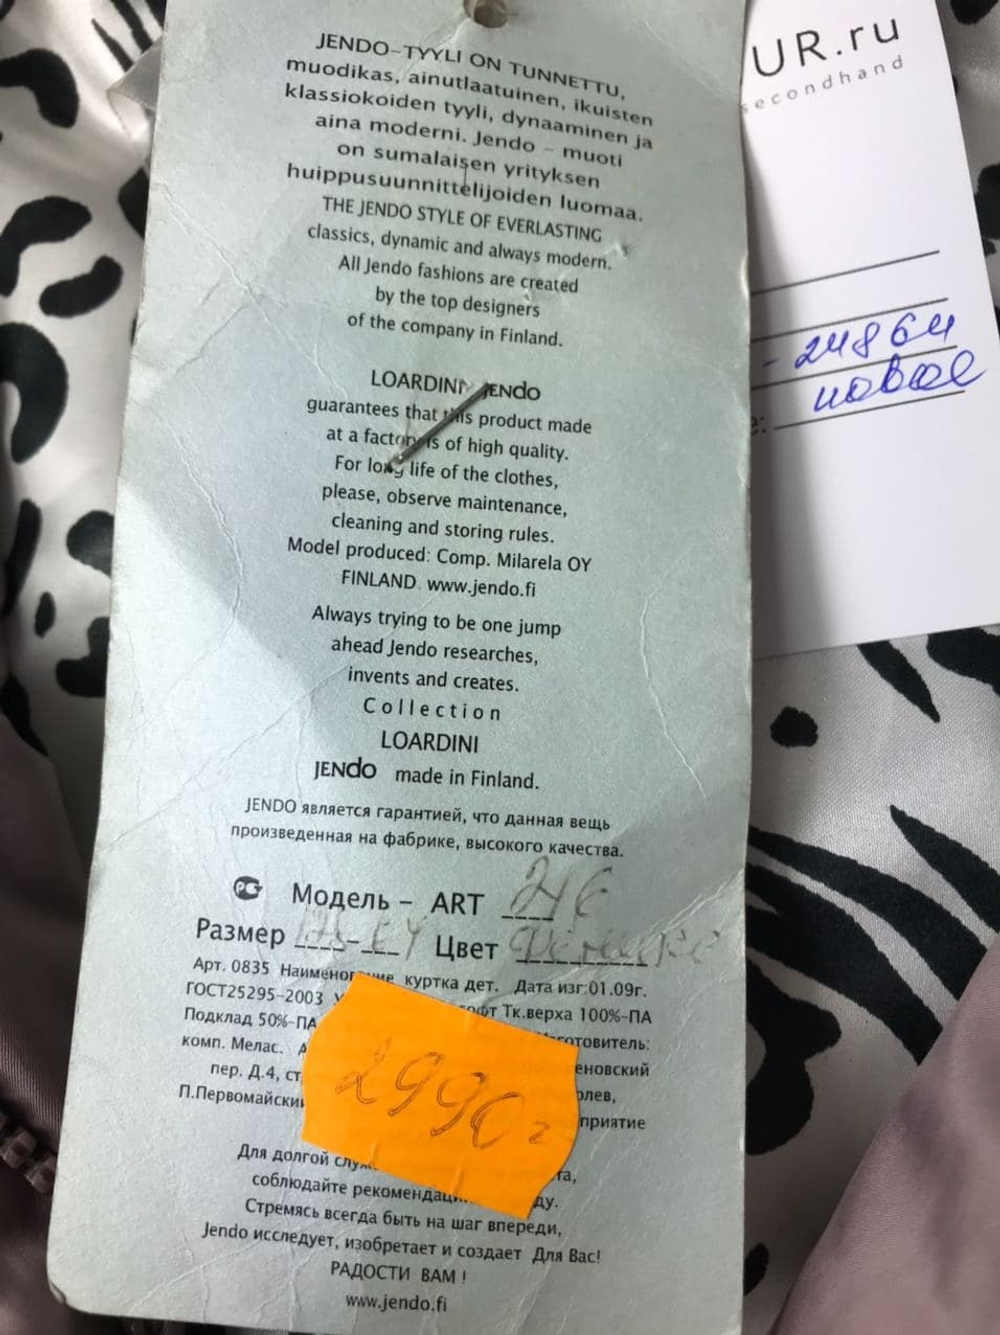 JENDO-TYYLI ON TUNNETTU,
muodikas, ainutlaatuinen, ikuisten
klassiokoiden tyyli, dynaaminen ja
aina moderni. Jendo - muoti
on sumalaisen yrityksen
huippusuunnittelijoiden luomaa.
THE JENDO STYLE OF EVERLASTING
classics, dynamic and always modern.
All Jendo fashions are created
by the top designers
of the company in Finland.
LOARDINI JENDO
guarantees that this product made
at a factory is of high quality.
For long life of the clothes,
please, observe maintenance,
cleaning and storing rules.
Model produced: Comp. Milarela OY
FINLAND. www.jendo.fi
Always trying to be one jump
ahead Jendo researches,
invents and creates.
Collection
LOARDINI
JENDO made in Finland.
JENDO является гарантией, что данная вещь
произведенная на фабрике, высокого качества.
РС Модель - ART
Размер Цвет
Арт. 0835 куртка дет. Дата изг:01.09г.
ГОСТ25295-2003 Тк.верха 100%-ПА
Подклад 50%-ПА
комп. Мелас.
пер. Д.4,
П.Первомайский
Для долгой
соблюдайте
Стремясь всегда быть на шаг впереди,
Jendo исследует, изобретает и создает Для Вас!
РАДОСТИ ВАМ !
www.jendo.fi
2990
UR.ru
secondhand
- 24864
новое